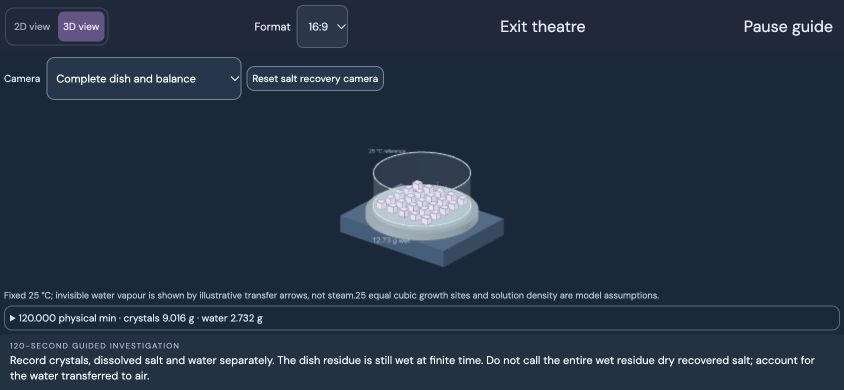 2D view 3D view Format 16:9 Exit theatre Pause guide
Camera Complete dish and balance Reset salt recovery camera
25 °C reference
12.73 g wet
Fixed 25 °C; invisible water vapour is shown by illustrative transfer arrows, not steam.25 equal cubic growth sites and solution density are model assumptions.
120.000 physical min · crystals 9.016 g · water 2.732 g
120-SECOND GUIDED INVESTIGATION
Record crystals, dissolved salt and water separately. The dish residue is still wet at finite time. Do not call the entire wet residue dry recovered salt; account for
the water transferred to air.